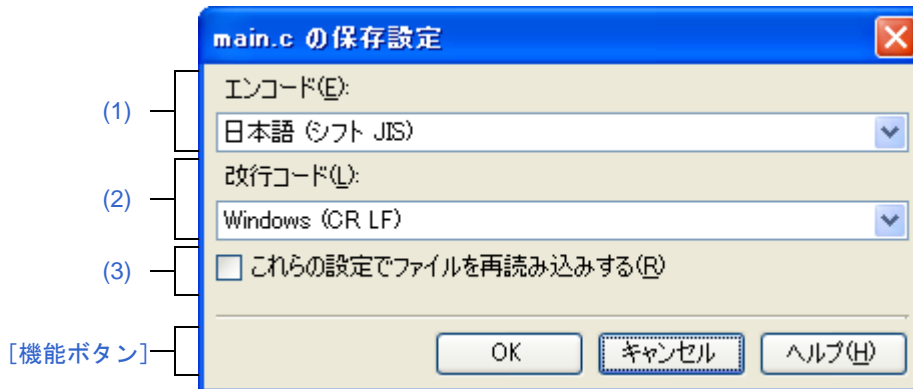 main.c の保存設定
(1)
エンコード(E):
日本語 (シフト JIS)
(2)
改行コード(L):
Windows (CR LF)
(3)
これらの設定でファイルを再読み込みする(R)
[機能ボタン]
OK
キャンセル
ヘルプ(H)